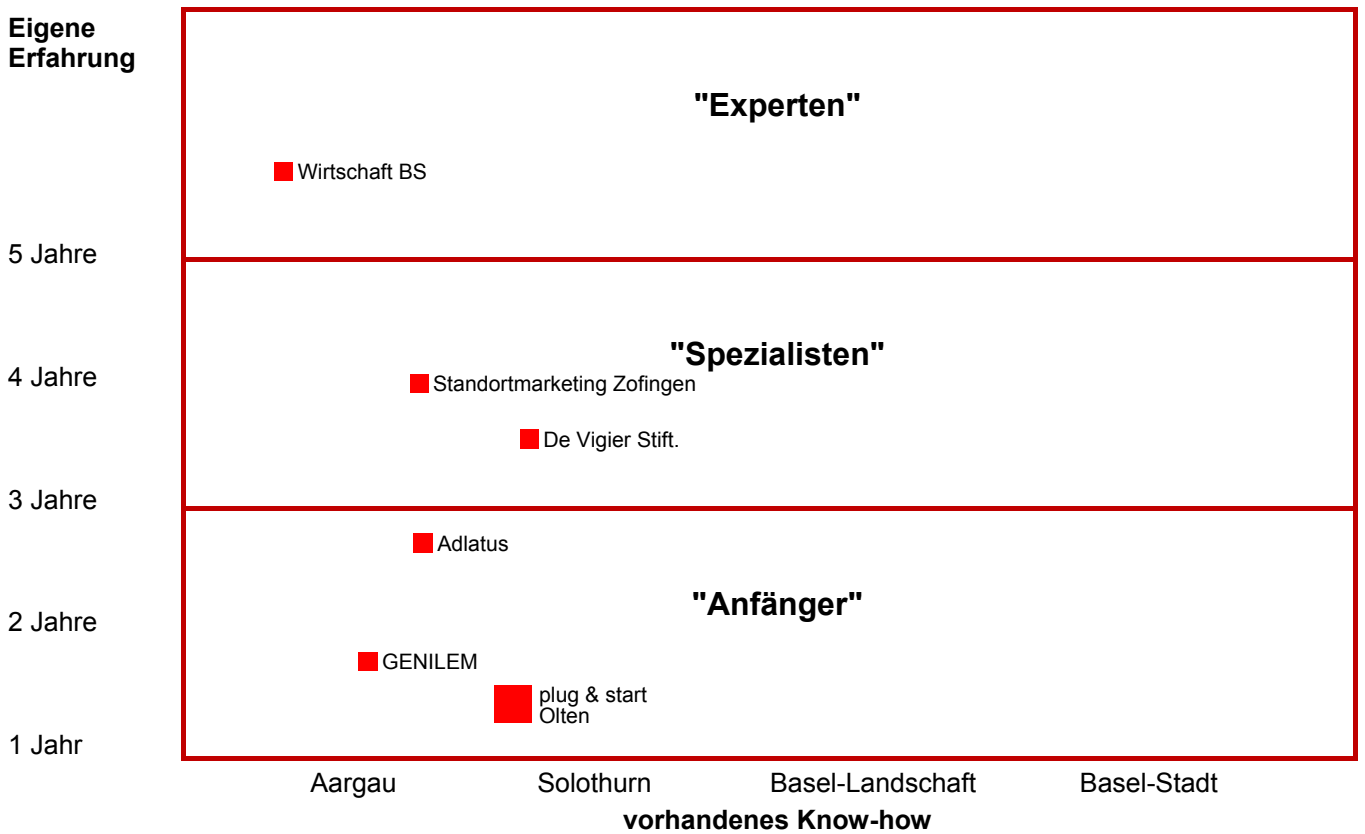 Eigene
Erfahrung
"Experten"
Wirtschaft BS
5 Jahre
"Spezialisten"
4 Jahre
Standortmarketing Zofingen
De Vigier Stift.
3 Jahre
Adlatus
"Anfänger"
2 Jahre
GENILEM
plug & start
Olten
1 Jahr
Aargau Solothurn Basel-Landschaft Basel-Stadt
vorhandenes Know-how